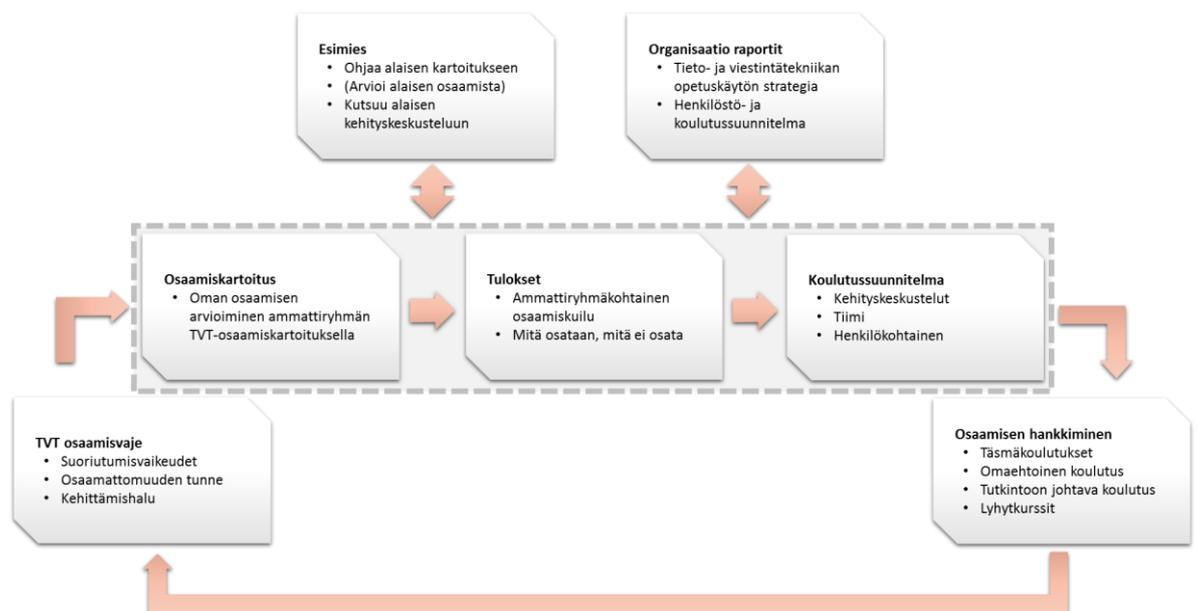 Esimies
• Ohjaa alaisen kartoitukseen
• (Arvioi alaisen osaamista)
• Kutsuu alaisen
kehityskeskusteluun
Organisaatio raportit
• Tieto- ja viestintätekniikan
opetuskäytön strategia
• Henkilöstö- ja
koulutussuunnitelma
Osaamiskartoitus
• Oman osaamisen
arvioiminen ammattiryhmän
TVT-osaamiskartoituksella
Tulokset
• Ammattiryhmäkohtainen
osaamiskuilu
• Mitä osataan, mitä ei osata
Koulutussuunnitelma
• Kehityskeskustelut
• Tiimi
• Henkilökohtainen
TVT osaamisvaje
• Suoriutumisvaikeudet
• Osaamattomuuden tunne
• Kehittämishalu
Osaamisen hankkiminen
• Täsmäkoulutukset
• Omaehtoinen koulutus
• Tutkintoon johtava koulutus
• Lyhytkurssit